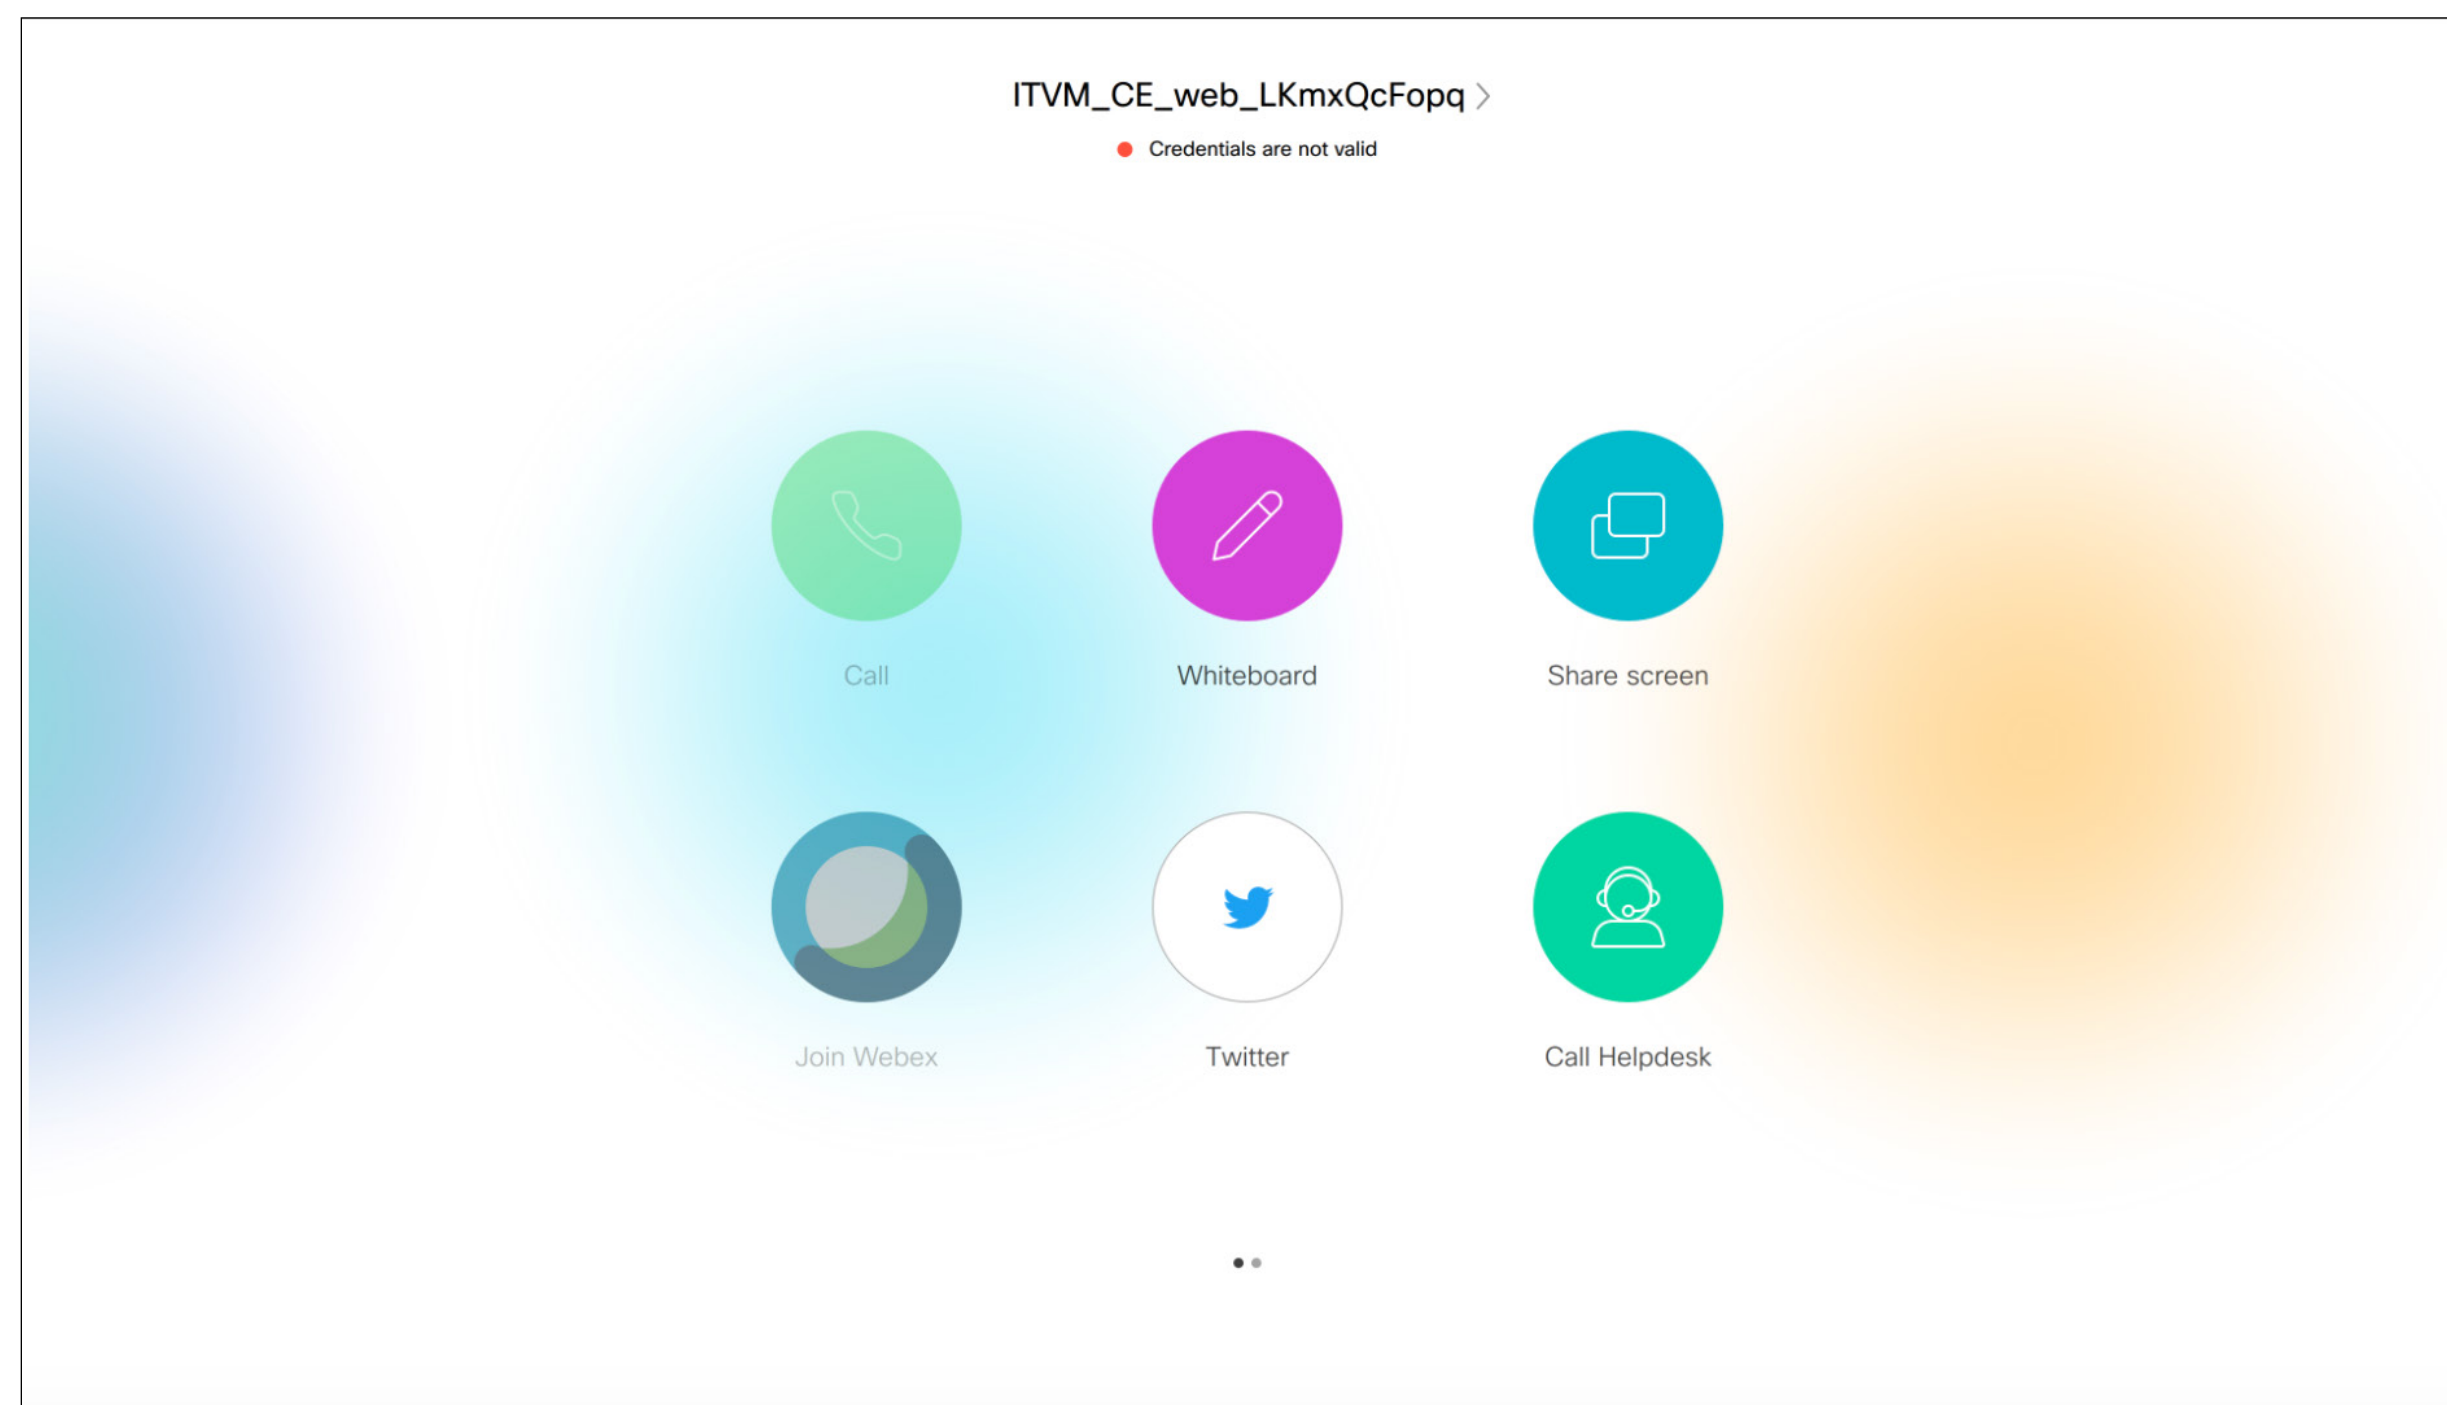 ITVM_CE_web_LKmxQcFopq
Credentials are not valid
Call
Whiteboard
Share screen
Join Webex
Twitter
Call Helpdesk